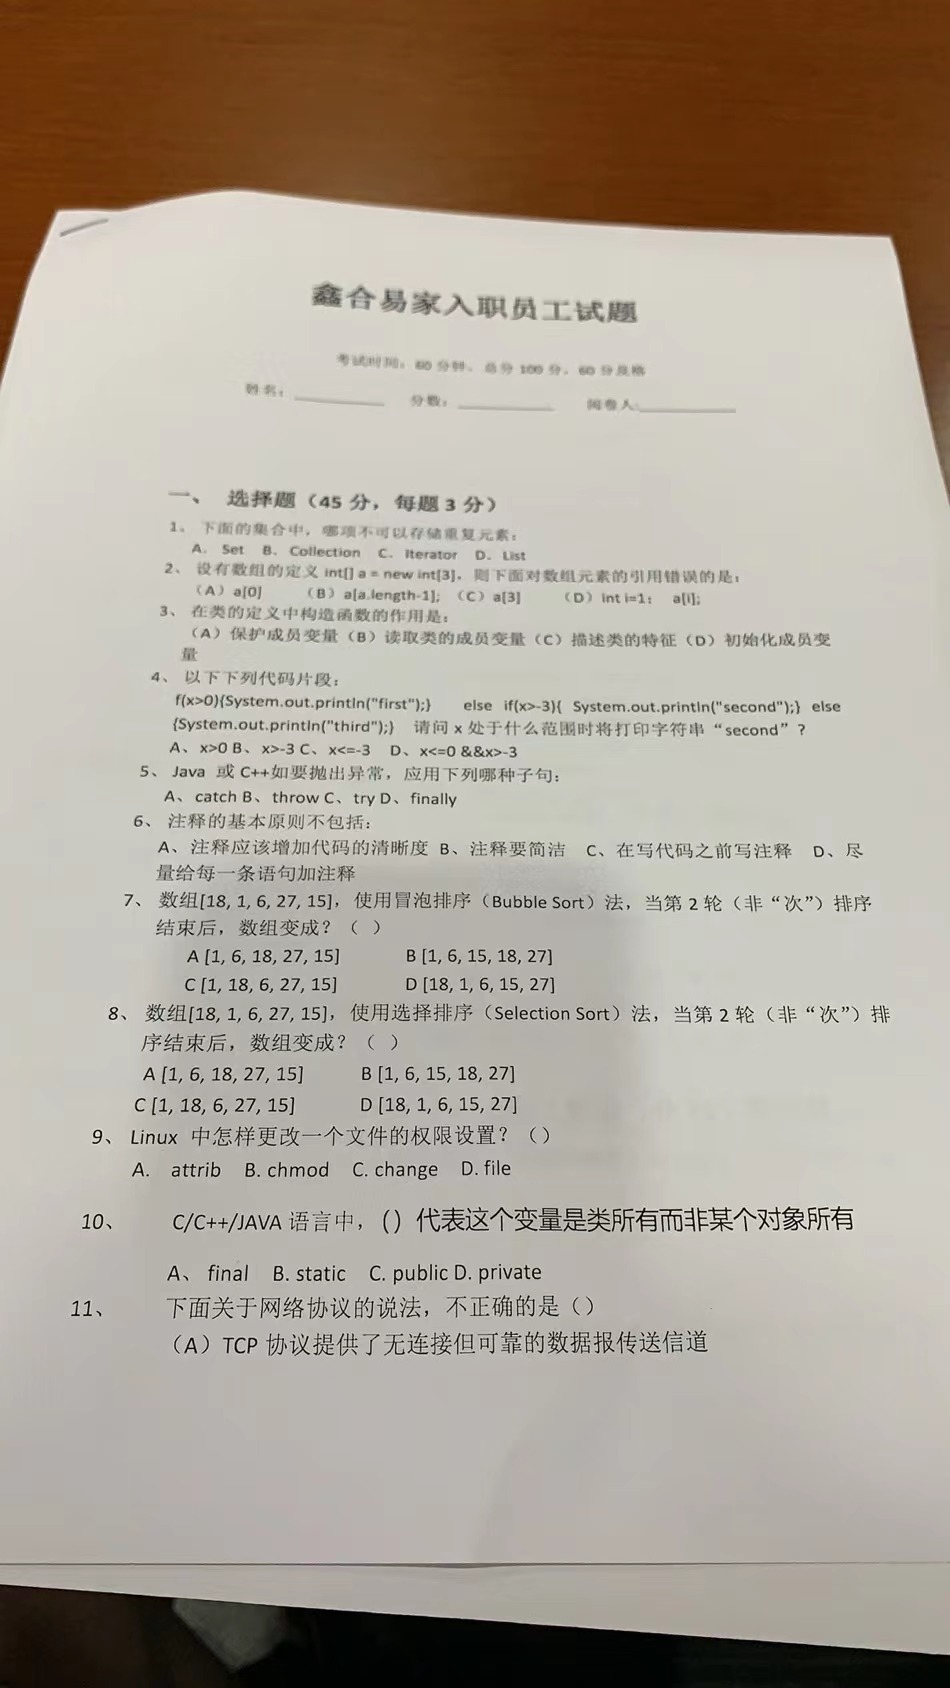 鑫合易家入职员工试题
考试时间：60 分钟，总分 100 分，60 分及格
姓名： 分数： 阅卷人:
一、 选择题（45 分，每题 3 分）
1、下面的集合中，哪项不可以存储重复元素：
A. Set B. Collection C. Iterator D. List
2、设有数组的定义 int[] a = new int[3]，则下面对数组元素的引用错误的是：
（A）a[0] （B）a[a.length-1]; （C）a[3] （D）int i=1； a[i];
3、在类的定义中构造函数的作用是：
（A）保护成员变量（B）读取类的成员变量（C）描述类的特征（D）初始化成员变
量
4、以下下列代码片段：
f(x>0){System.out.println("first");} else if(x>-3){ System.out.println("second");} else
{System.out.println("third");} 请问 x 处于什么范围时将打印字符串“second”？
A、x>0 B、x>-3 C、x<=-3 D、x<=0 &&x>-3
5、Java 或 C++如要抛出异常，应用下列哪种子句：
A、catch B、throw C、try D、finally
6、注释的基本原则不包括：
A、注释应该增加代码的清晰度 B、注释要简洁 C、在写代码之前写注释 D、尽
量给每一条语句加注释
7、数组[18, 1, 6, 27, 15]，使用冒泡排序（Bubble Sort）法，当第 2 轮（非“次”）排序
结束后，数组变成？（ ）
A [1, 6, 18, 27, 15] B [1, 6, 15, 18, 27]
C [1, 18, 6, 27, 15] D [18, 1, 6, 15, 27]
8、数组[18, 1, 6, 27, 15]，使用选择排序（Selection Sort）法，当第 2 轮（非“次”）排
序结束后，数组变成？（ ）
A [1, 6, 18, 27, 15] B [1, 6, 15, 18, 27]
C [1, 18, 6, 27, 15] D [18, 1, 6, 15, 27]
9、Linux 中怎样更改一个文件的权限设置？（）
A. attrib B. chmod C. change D. file
10、 C/C++/JAVA 语言中，（）代表这个变量是类所有而非某个对象所有
A、final B. static C. public D. private
11、 下面关于网络协议的说法，不正确的是（）
（A）TCP 协议提供了无连接但可靠的数据报传送信道